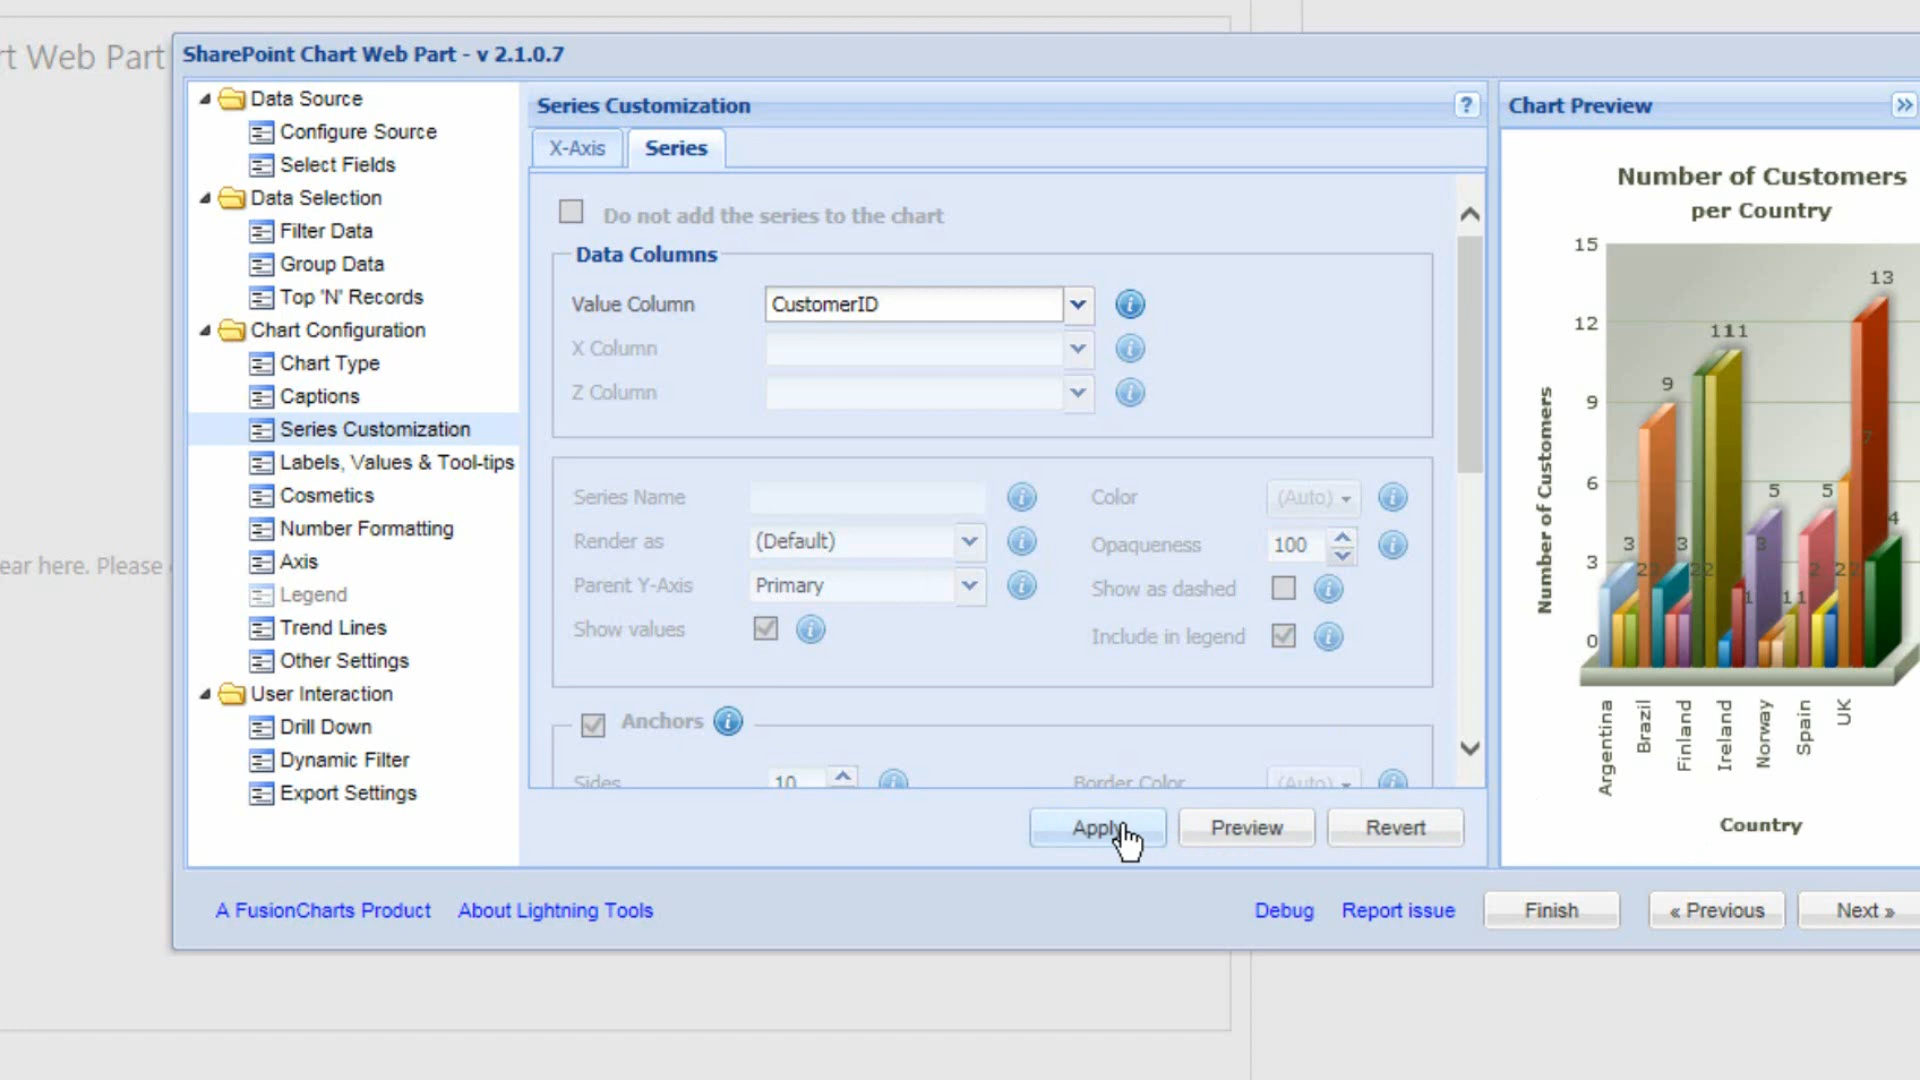 rt Web Part
ear here. Please
SharePoint Chart Web Part - v 2.1.0.7
Data Source
Configure Source
Select Fields
Data Selection
Filter Data
Group Data
Top 'N' Records
Chart Configuration
Chart Type
Captions
Series Customization
Labels, Values & Tool-tips
Cosmetics
Number Formatting
Axis
Legend
Trend Lines
Other Settings
User Interaction
Drill Down
Dynamic Filter
Export Settings
Series Customization
?
X-Axis Series
Do not add the series to the chart
Data Columns
Value Column CustomerID
X Column
Z Column
Series Name
Render as (Default)
Parent Y-Axis Primary
Show values
Color (Auto)
Opaqueness 100
Show as dashed
Include in legend
Anchors
Sides 10
Border Color (Auto)
Apply Preview Revert
Chart Preview
Number of Customers
per Country
Number of Customers
15
12
9
6
3
0
3
9
3
11
5
3
5
7
13
4
Argentina
Brazil
Finland
Ireland
Norway
Spain
UK
Country
A FusionCharts Product About Lightning Tools
Debug Report issue Finish « Previous Next »